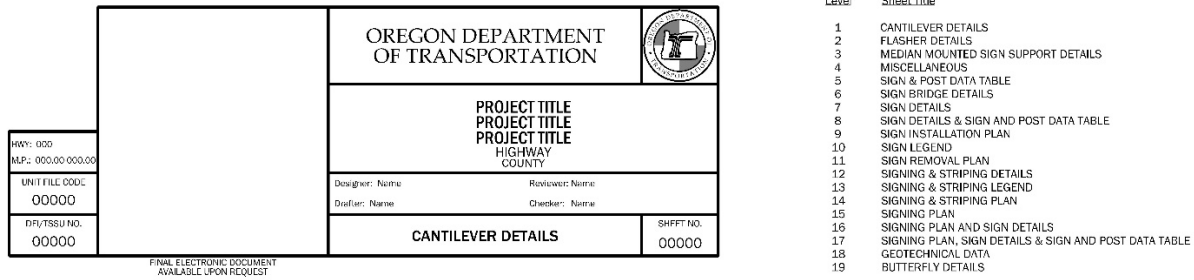 OREGON DEPARTMENT
OF TRANSPORTATION
OREGON DEPARTMENT OF
TRANSPORTATION
PROJECT TITLE
PROJECT TITLE
PROJECT TITLE
HIGHWAY
COUNTY
HWY: 000
M.P.: 000.00-000.00
UNIT FILE CODE
00000
DFI/TSSU NO.
00000
Designer: Name
Reviewer: Name
Drafter: Name
Checker: Name
CANTILEVER DETAILS
SHEET NO.
00000
FINAL ELECTRONIC DOCUMENT
AVAILABLE UPON REQUEST
Level Sheet Title
1 CANTILEVER DETAILS
2 FLASHER DETAILS
3 MEDIAN MOUNTED SIGN SUPPORT DETAILS
4 MISCELLANEOUS
5 SIGN & POST DATA TABLE
6 SIGN BRIDGE DETAILS
7 SIGN DETAILS
8 SIGN DETAILS & SIGN AND POST DATA TABLE
9 SIGN INSTALLATION PLAN
10 SIGN LEGEND
11 SIGN REMOVAL PLAN
12 SIGNING & STRIPING DETAILS
13 SIGNING & STRIPING LEGEND
14 SIGNING & STRIPING PLAN
15 SIGNING PLAN
16 SIGNING PLAN AND SIGN DETAILS
17 SIGNING PLAN, SIGN DETAILS & SIGN AND POST DATA TABLE
18 GEOTECHNICAL DATA
19 BUTTERFLY DETAILS